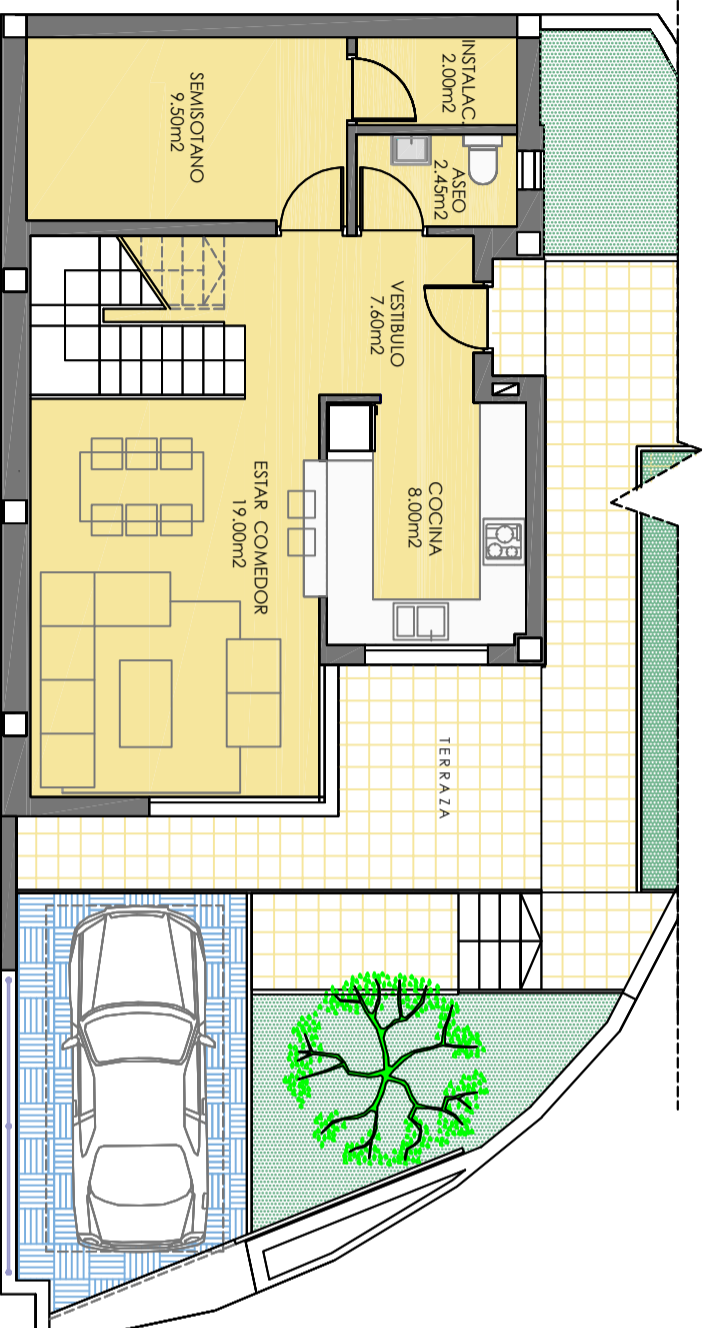 INSTALAC.
2.00m2
SEMISOTANO
9.50m2
ASEO
2.45m2
VESTIBULO
7.60m2
COCINA
8.00m2
ESTAR COMEDOR
19.00m2
TERRAZA